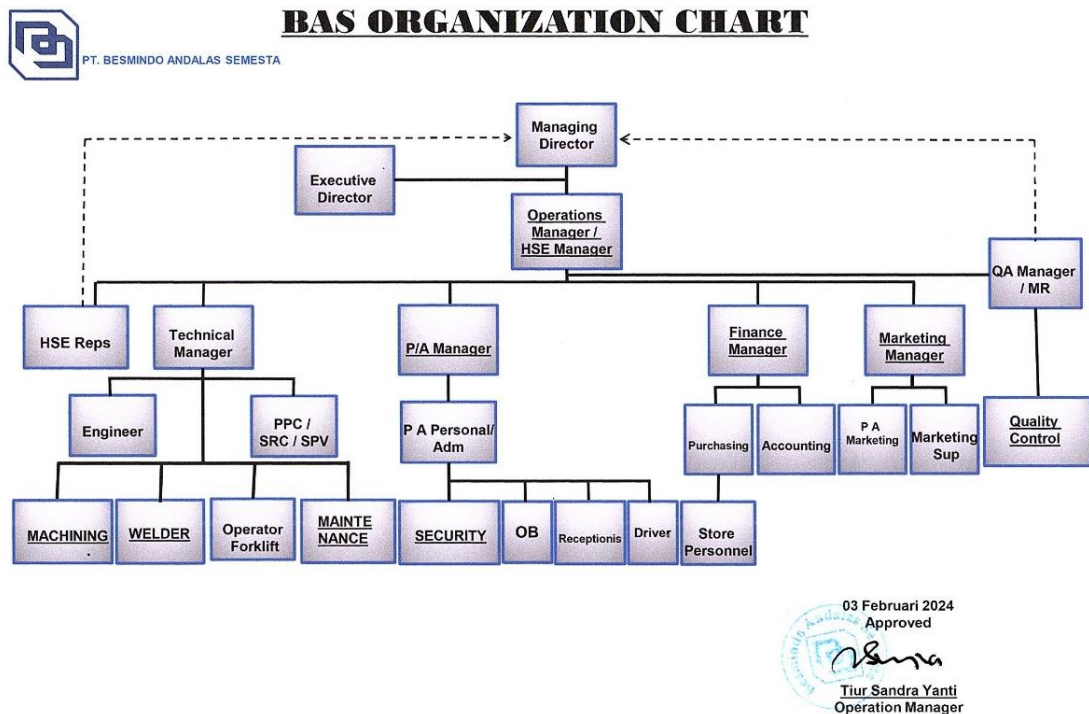 BAS ORGANIZATION CHART
PT. BESMINDO ANDALAS SEMESTA
Managing
Director
Executive
Director
Operations
Manager /
HSE Manager
QA Manager
/ MR
HSE Reps
Technical
Manager
P/A Manager
Finance
Manager
Marketing
Manager
Engineer
PPC /
SRC / SPV
P A Personal/
Adm
Purchasing
Accounting
P A
Marketing
Marketing
Sup
Quality
Control
MACHINING
WELDER
Operator
Forklift
MAINTE
NANCE
SECURITY
OB
Receptionis
Driver
Store
Personnel
03 Februari 2024
Approved
Besmindo Andalas Se
Tiur Sandra Yanti
Operation Manager